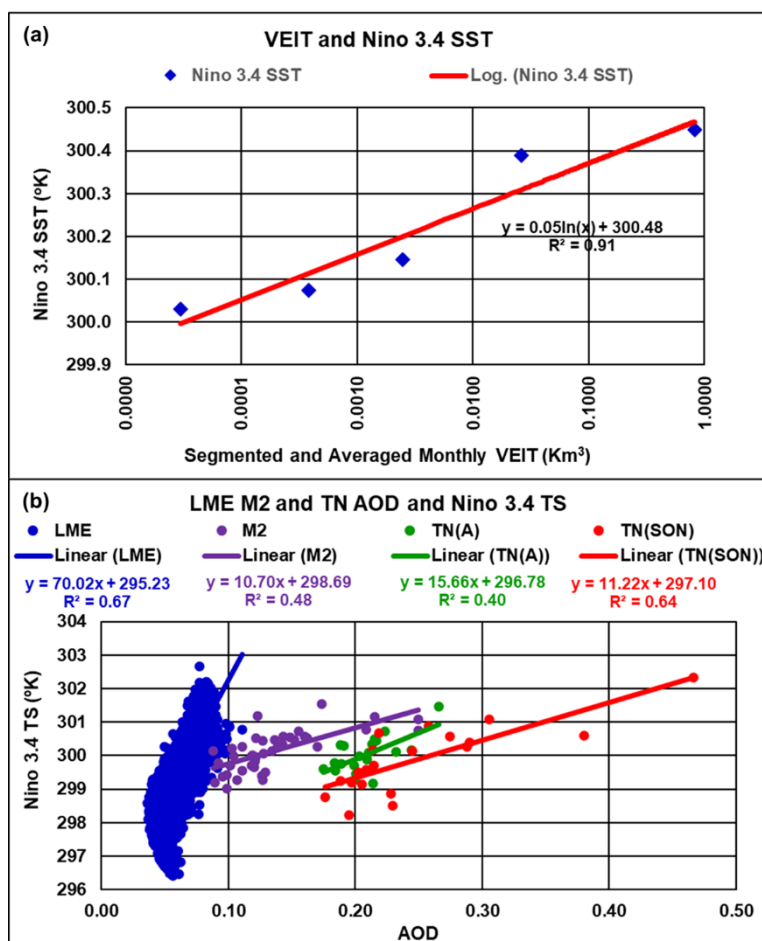 (a)
VEIT and Nino 3.4 SST
Nino 3.4 SST
Log. (Nino 3.4 SST)
300.5
300.4
300.3
300.2
300.1
300.0
299.9
Nino 3.4 SST (ºK)
y = 0.05ln(x) + 300.48
R² = 0.91
0.0000
0.0001
0.0010
0.0100
0.1000
1.0000
Segmented and Averaged Monthly VEIT (Km³)
(b)
LME M2 and TN AOD and Nino 3.4 TS
LME M2 TN(A) TN(SON)
Linear (LME) Linear (M2) Linear (TN(A)) Linear (TN(SON))
y = 70.02x + 295.23 y = 10.70x + 298.69 y = 15.66x + 296.78 y = 11.22x + 297.10
R² = 0.67 R² = 0.48 R² = 0.40 R² = 0.64
304
303
302
301
300
299
298
297
296
Nino 3.4 TS (ºK)
0.00 0.10 0.20 0.30 0.40 0.50
AOD